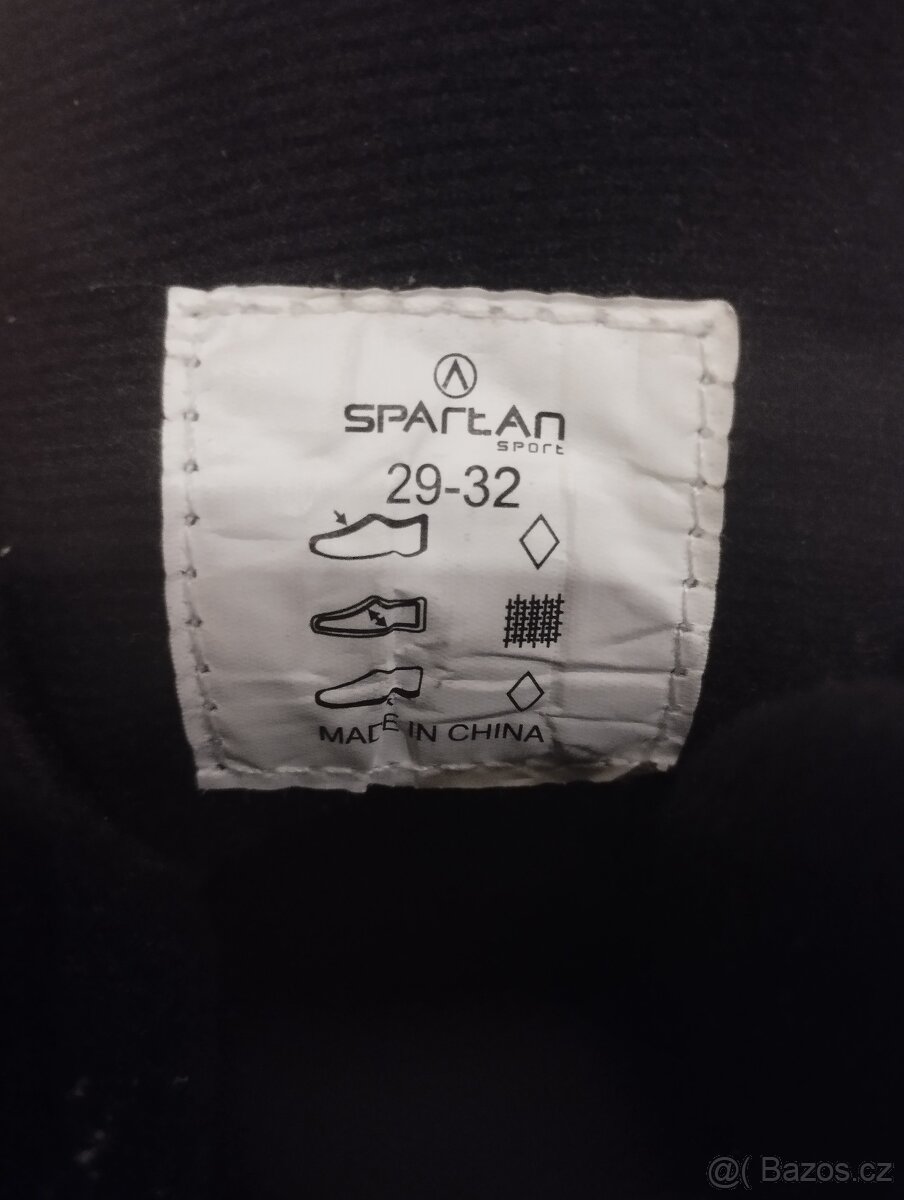 SPARTAN
SPORT
29-32
MADE IN CHINA
@( Bazos.cz